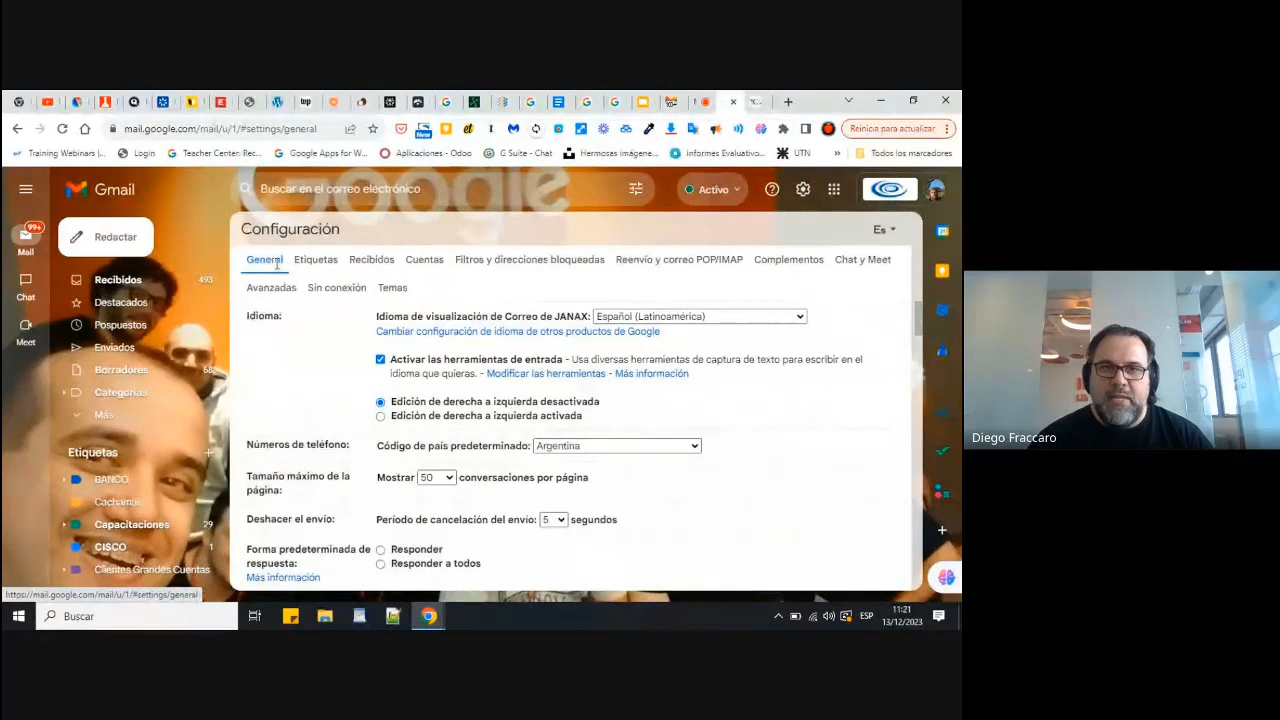 mail.google.com/mail/u/1/#settings/general
Reinicia para actualizar
New
Training Webinars |...
Login
Teacher Center: Rec...
Google Apps for W...
Aplicaciones - Odoo
G Suite - Chat
Hermosas imágene...
Informes Evaluativo...
UTN
»
Todos los marcadores
Gmail
Buscar en el correo electrónico
Activo
Google
99+
Mail
Chat
Meet
Redactar
Recibidos 493
Destacados
Pospuestos
Enviados
Borradores 68
Categorías
Más
Etiquetas +
BANCO
Cachamai
Capacitaciones 29
CISCO 1
Clientes Grandes Cuentas
Configuración
Es
General Etiquetas Recibidos Cuentas Filtros y direcciones bloqueadas Reenvío y correo POP/IMAP Complementos Chat y Meet
Avanzadas Sin conexión Temas
Idioma:
Idioma de visualización de Correo de JANAX: Español (Latinoamérica)
Cambiar configuración de idioma de otros productos de Google
Activar las herramientas de entrada - Usa diversas herramientas de captura de texto para escribir en el
idioma que quieras. - Modificar las herramientas - Más información
Edición de derecha a izquierda desactivada
Edición de derecha a izquierda activada
Números de teléfono: Código de país predeterminado: Argentina
Tamaño máximo de la
página:
Mostrar 50 conversaciones por página
Deshacer el envío: Período de cancelación del envío: 5 segundos
Forma predeterminada de
respuesta:
Más información
Responder
Responder a todos
https://mail.google.com/mail/u/1/#settings/general
Buscar
ESP
11:21
13/12/2023
Diego Fraccaro